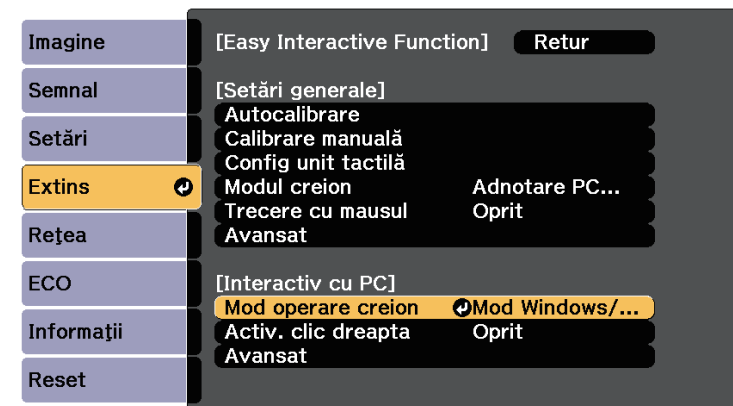 Imagine
Semnal
Setări
Extins
Reţea
ECO
Informaţii
Reset
[Easy Interactive Function] Retur
[Setări generale]
Autocalibrare
Calibrare manuală
Config unit tactilă
Modul creion Adnotare PC...
Trecere cu mausul Oprit
Avansat
[Interactiv cu PC]
Mod operare creion Mod Windows/...
Activ. clic dreapta Oprit
Avansat